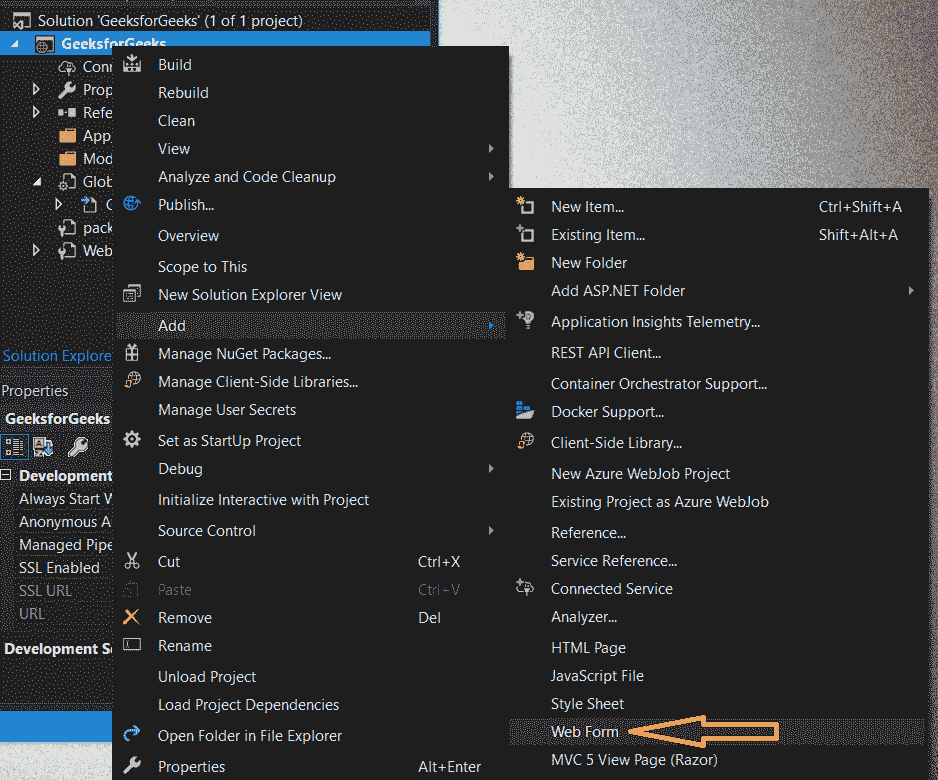 Solution 'GeeksforGeeks' (1 of 1 project)
GeeksforGeeks
Conn
Prop
Refe
App
Mod
Glob
G
pack
Web
Solution Explore
Properties
GeeksforGeeks
Development
Always Start W
Anonymous A
Managed Pipe
SSL Enabled
SSL URL
URL
Development Se
Build
Rebuild
Clean
View
Analyze and Code Cleanup
Publish...
Overview
Scope to This
New Solution Explorer View
Add
Manage NuGet Packages...
Manage Client-Side Libraries...
Manage User Secrets
Set as StartUp Project
Debug
Initialize Interactive with Project
Source Control
Cut Ctrl+X
Paste Ctrl+V
Remove Del
Rename
Unload Project
Load Project Dependencies
Open Folder in File Explorer
Properties Alt+Enter
New Item... Ctrl+Shift+A
Existing Item... Shift+Alt+A
New Folder
Add ASP.NET Folder
Application Insights Telemetry...
REST API Client...
Container Orchestrator Support...
Docker Support...
Client-Side Library...
New Azure WebJob Project
Existing Project as Azure WebJob
Reference...
Service Reference...
Connected Service
Analyzer...
HTML Page
JavaScript File
Style Sheet
Web Form
MVC 5 View Page (Razor)